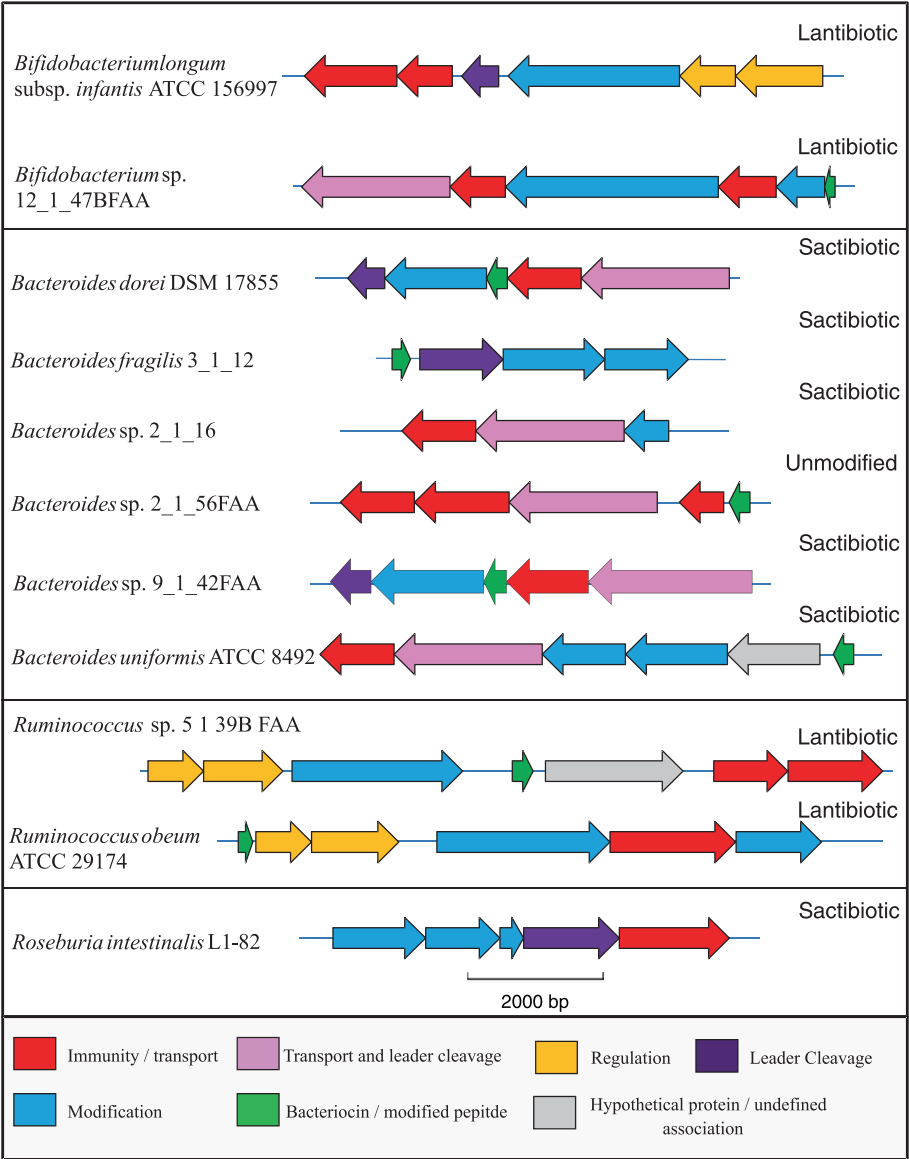 Lantibiotic
Bifidobacteriumlongum
subsp. infantis ATCC 156997
Lantibiotic
Bifidobacterium sp.
12_1_47BFAA
Sactibiotic
Bacteroides dorei DSM 17855
Sactibiotic
Bacteroides fragilis 3_1_12
Sactibiotic
Bacteroides sp. 2_1_16
Unmodified
Bacteroides sp. 2_1_56FAA
Sactibiotic
Bacteroides sp. 9_1_42FAA
Sactibiotic
Bacteroides uniformis ATCC 8492
Ruminococcus sp. 5 1 39B FAA
Lantibiotic
Lantibiotic
Ruminococcus obeum
ATCC 29174
Sactibiotic
Roseburia intestinalis L1-82
2000 bp
Immunity / transport
Transport and leader cleavage
Regulation
Leader Cleavage
Modification
Bacteriocin / modified pepitde
Hypothetical protein / undefined
association